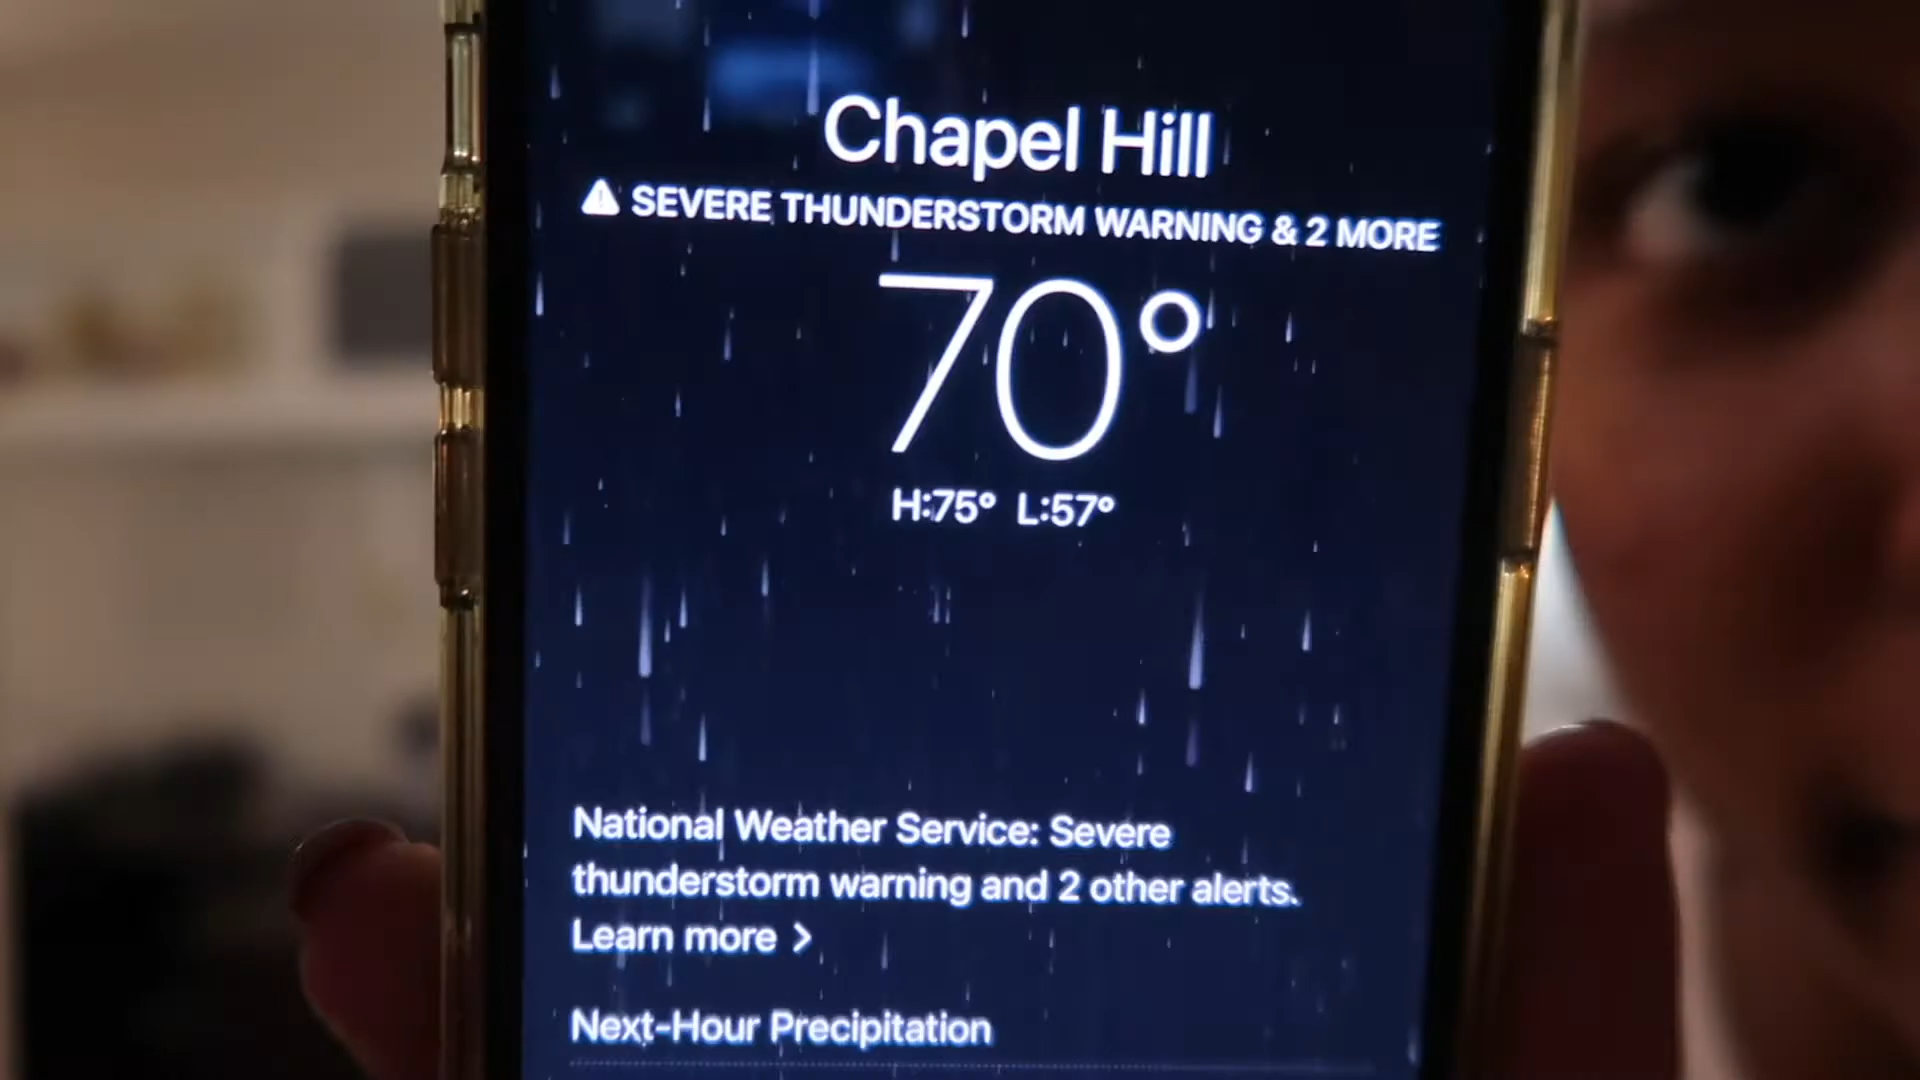 Chapel Hill
SEVERE THUNDERSTORM WARNING & 2 MORE
70°
H:75° L:57°
National Weather Service: Severe
thunderstorm warning and 2 other alerts.
Learn more >
Next-Hour Precipitation